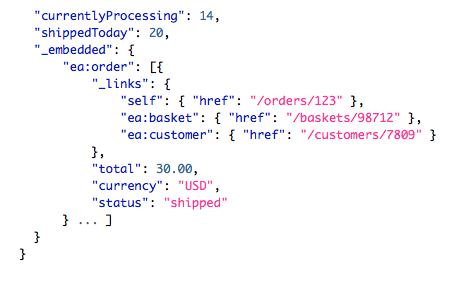 "currentlyProcessing": 14,
"shippedToday": 20,
"_embedded": {
"ea:order": [{
"_links": {
"self": { "href": "/orders/123" },
"ea:basket": { "href": "/baskets/98712" },
"ea:customer": { "href": "/customers/7809" }
},
"total": 30.00,
"currency": "USD",
"status": "shipped"
} ... ]
}
}